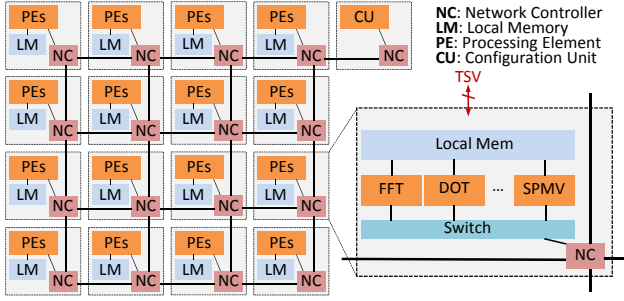 PEs PEs PEs PEs CU
LM LM LM LM
NC NC NC NC NC
PEs PEs PEs PEs
LM LM LM LM
NC NC NC NC
PEs PEs PEs PEs
LM LM LM LM
NC NC NC NC
PEs PEs PEs PEs
LM LM LM LM
NC NC NC NC
NC: Network Controller
LM: Local Memory
PE: Processing Element
CU: Configuration Unit
TSV
Local Mem
FFT DOT ... SPMV
Switch
NC